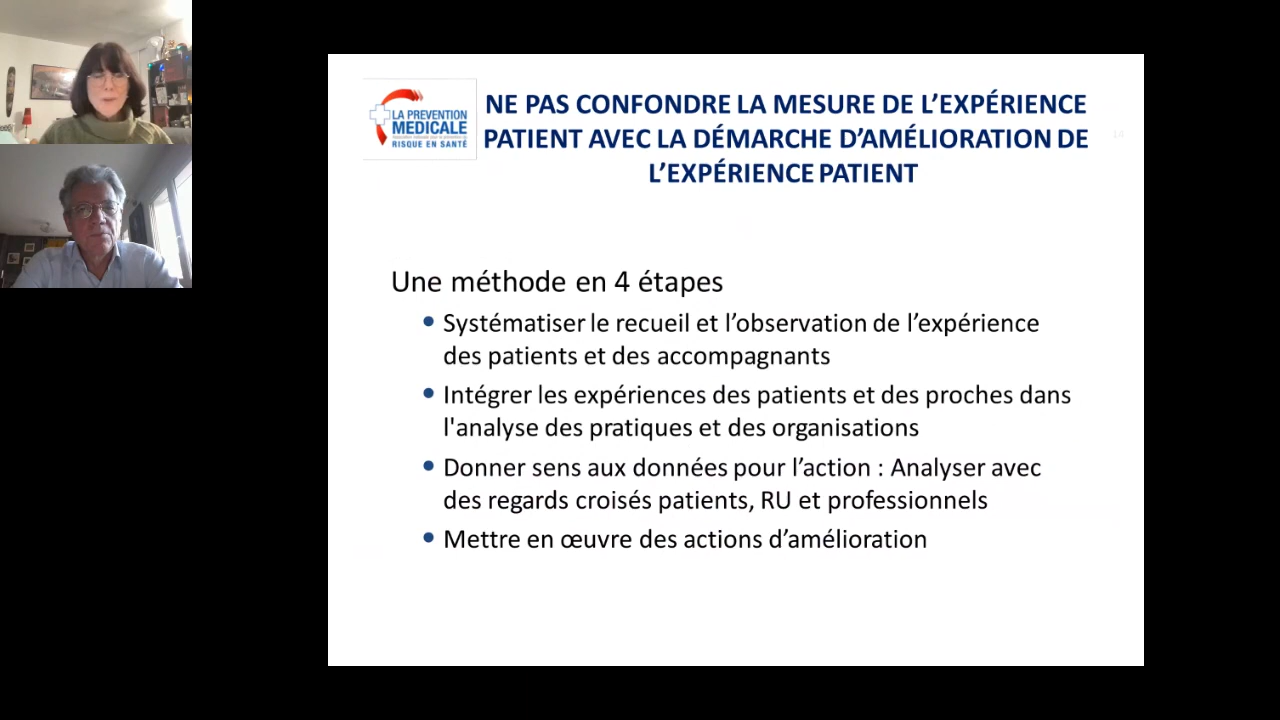 LA PREVENTION
MEDICALE
RISQUE EN SANTÉ
NE PAS CONFONDRE LA MESURE DE L’EXPÉRIENCE
PATIENT AVEC LA DÉMARCHE D’AMÉLIORATION DE
L’EXPÉRIENCE PATIENT
14
Une méthode en 4 étapes
• Systématiser le recueil et l’observation de l’expérience
des patients et des accompagnants
• Intégrer les expériences des patients et des proches dans
l'analyse des pratiques et des organisations
• Donner sens aux données pour l’action : Analyser avec
des regards croisés patients, RU et professionnels
• Mettre en œuvre des actions d’amélioration